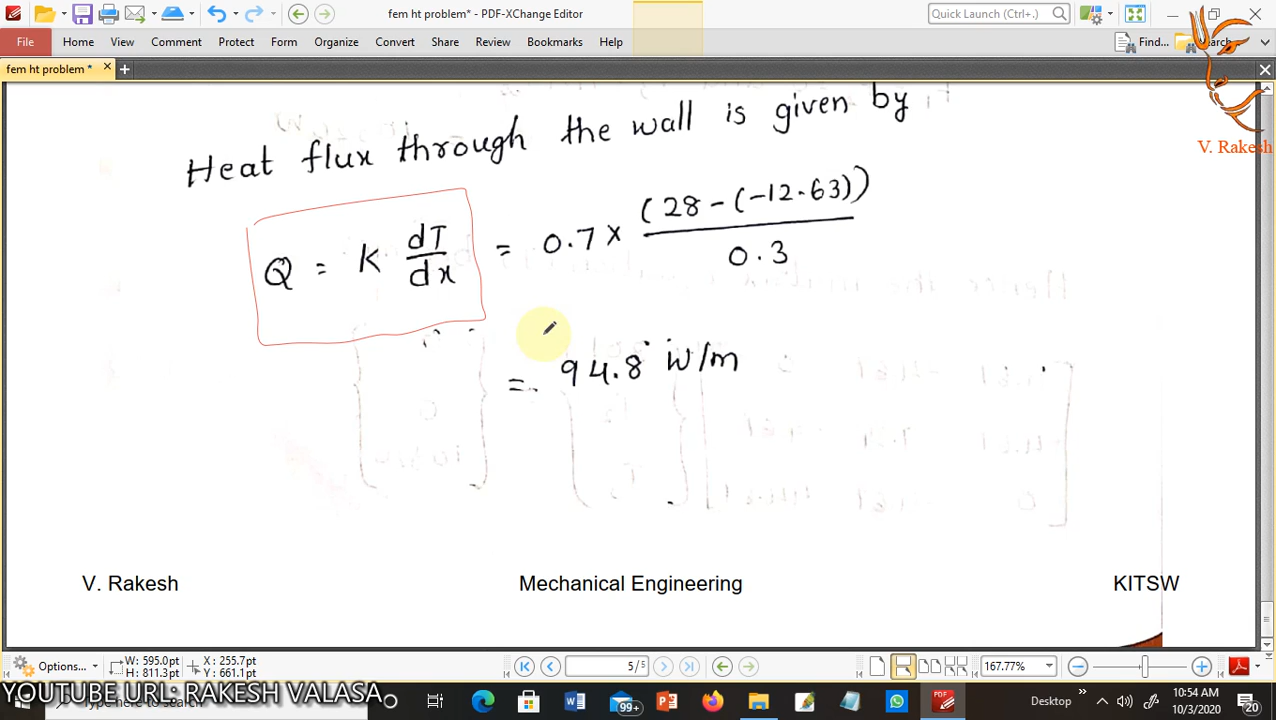 fem ht problem* - PDF-XChange Editor
Quick Launch (Ctrl+.)
File Home View Comment Protect Form Organize Convert Share Review Bookmarks Help
Find...
fem ht problem *
V. Rakesh
Heat flux through the wall is given by
Q = K dT/dx = 0.7 × (28 - (-12.63)) / 0.3
= 94.8 W/m
V. Rakesh Mechanical Engineering KITSW
Options... W: 595.0pt H: 811.3pt X: 255.7pt Y: 661.1pt 5 / 5 167.77%
YOUTUBE URL: RAKESH VALASA
99+ Desktop 10:54 AM
10/3/2020 20